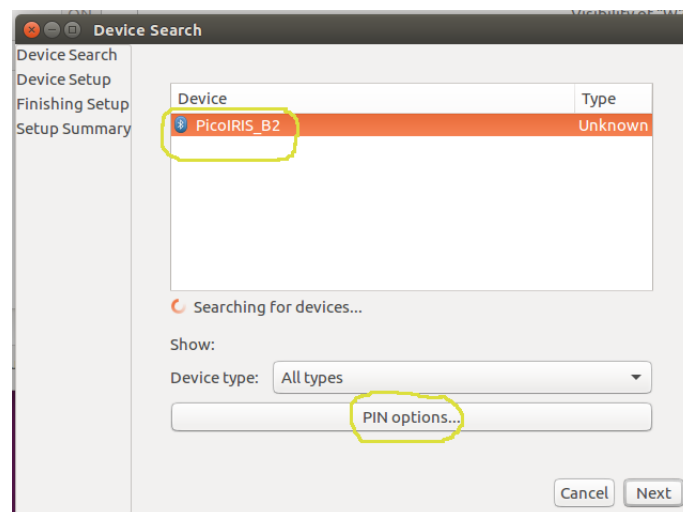 Device Search
Device Search
Device Setup
Finishing Setup
Setup Summary
Device Type
PicoIRIS_B2 Unknown
Searching for devices...
Show:
Device type: All types
PIN options...
Cancel Next